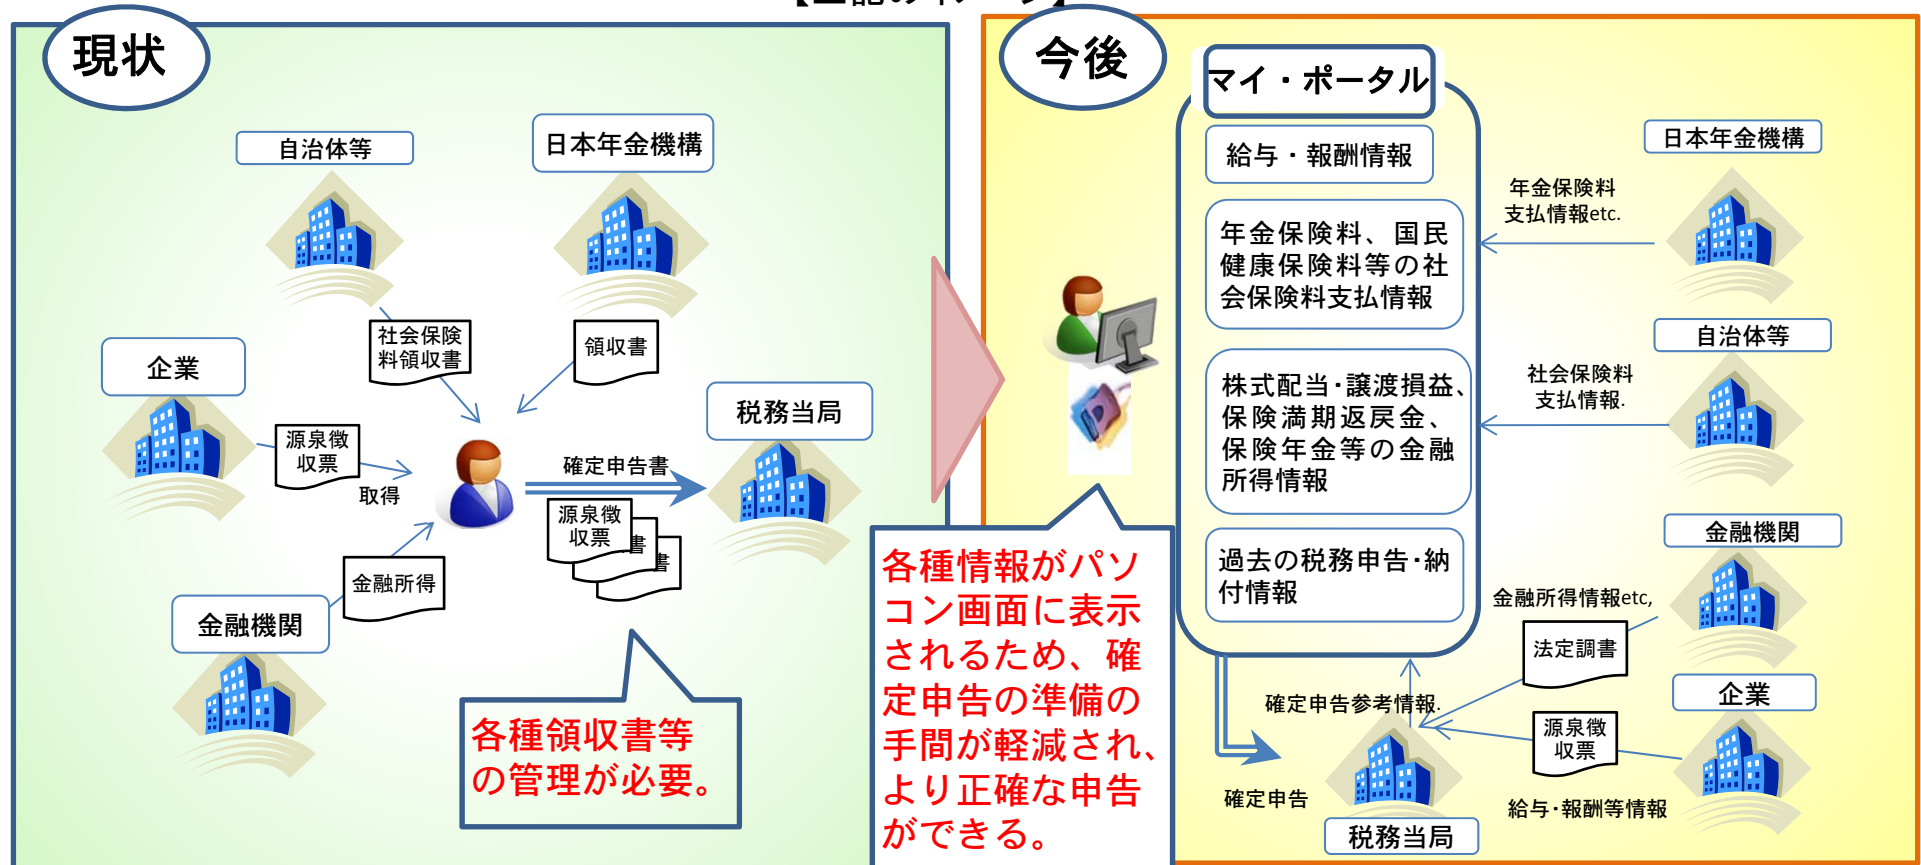 現状
自治体等
日本年金機構
社会保険
料領収書
領収書
企業
源泉徴
収票
取得
税務当局
確定申告書
源泉徴
収票
書
書
金融所得
金融機関
各種領収書等
の管理が必要。
今後
マイ・ポータル
給与・報酬情報
年金保険料、国民
健康保険料等の社
会保険料支払情報
株式配当・譲渡損益、
保険満期返戻金、
保険年金等の金融
所得情報
過去の税務申告・納
付情報
日本年金機構
年金保険料
支払情報etc.
自治体等
社会保険料
支払情報.
金融機関
金融所得情報etc,
法定調書
企業
源泉徴
収票
給与・報酬等情報
確定申告参考情報.
確定申告
税務当局
各種情報がパソ
コン画面に表示
されるため、確
定申告の準備の
手間が軽減され、
より正確な申告
ができる。